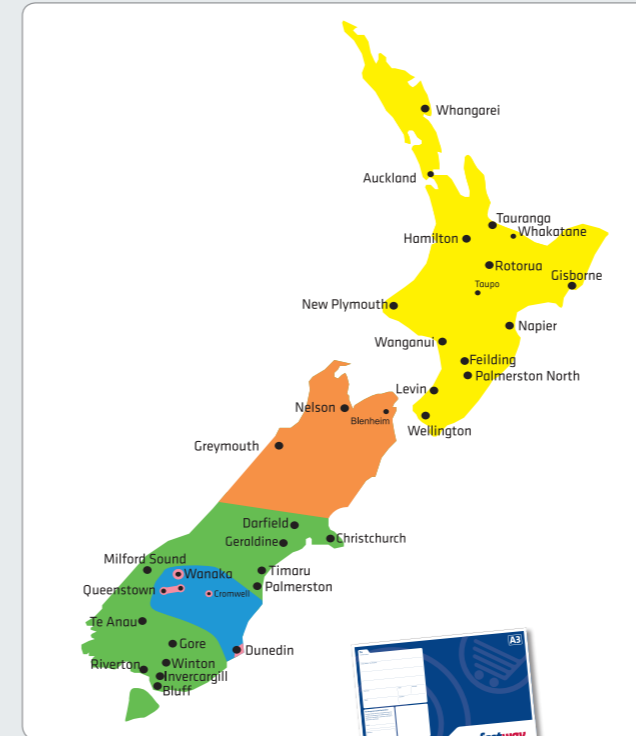 Whangarei
Auckland
Tauranga
Whakatane
Hamilton
Rotorua
Gisborne
Taupo
New Plymouth
Napier
Wanganui
Feilding
Palmerston North
Levin
Nelson
Blenheim
Wellington
Greymouth
Darfield
Christchurch
Geraldine
Milford Sound
Timaru
Wanaka
Queenstown
Palmerston
Cromwell
Te Anau
Gore
Dunedin
Riverton
Winton
Invercargill
Bluff
A3